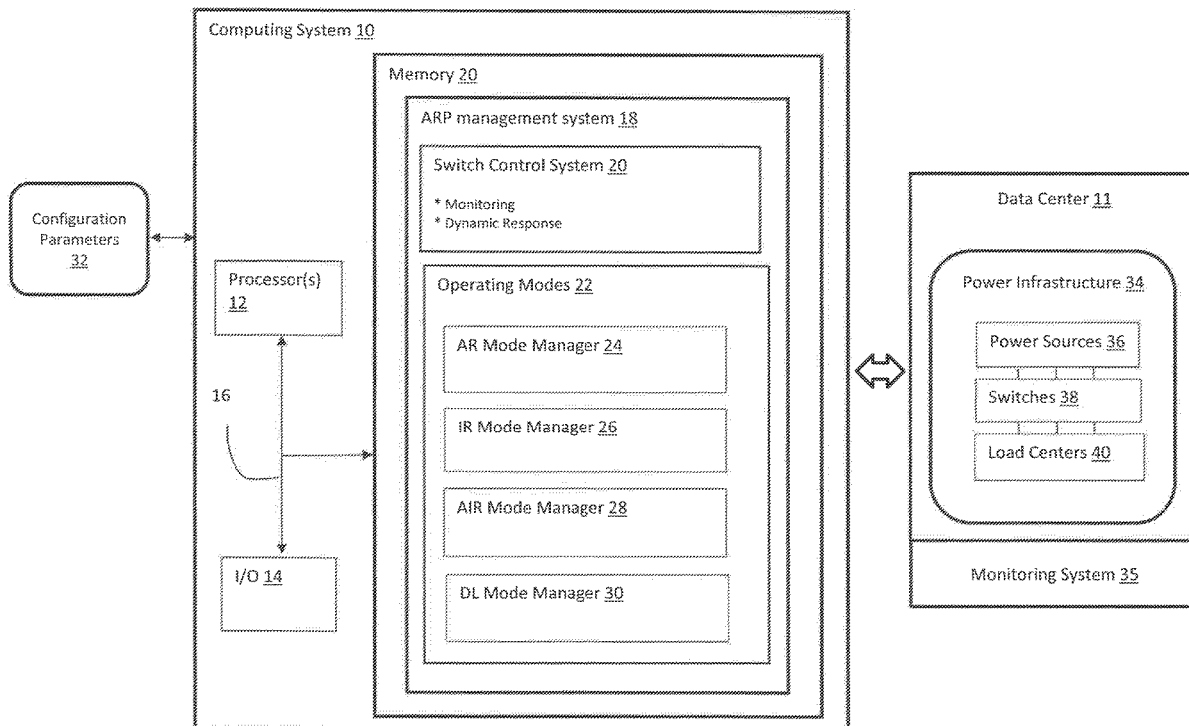 Computing System 10
Memory 20
ARP management system 18
Switch Control System 20
* Monitoring
* Dynamic Response
Configuration
Parameters
32
Processor(s)
12
Operating Modes 22
AR Mode Manager 24
IR Mode Manager 26
AIR Mode Manager 28
DL Mode Manager 30
16
I/O 14
Data Center 11
Power Infrastructure 34
Power Sources 36
Switches 38
Load Centers 40
Monitoring System 35